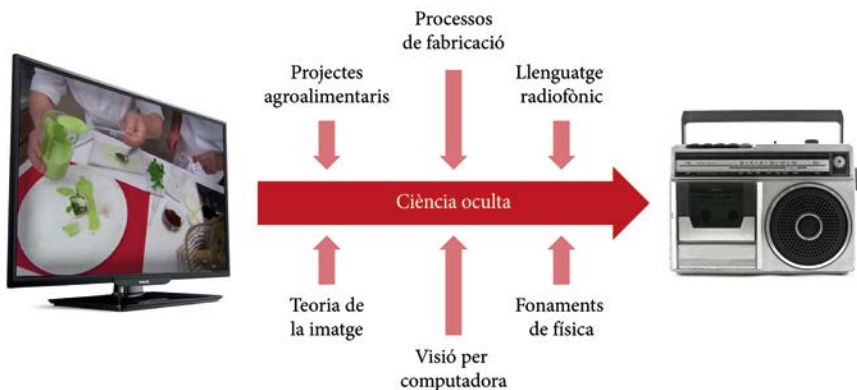 Processos
de fabricació
Projectes
agroalimentaris
Llenguatge
radiofònic
Ciència oculta
Teoria de
la imatge
Fonaments
de física
Visió per
computadora